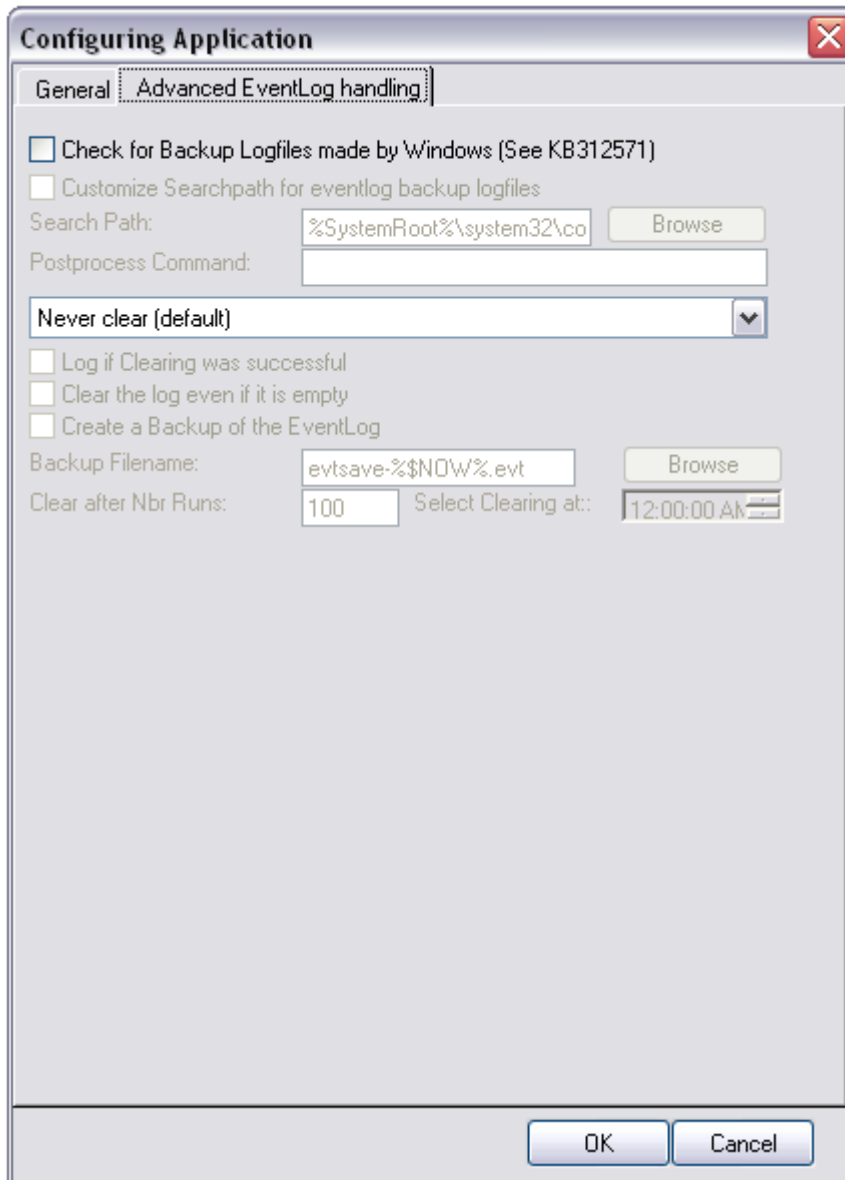 Configuring Application
General Advanced EventLog handling
Check for Backup Logfiles made by Windows (See KB312571)
Customize Searchpath for eventlog backup logfiles
Search Path: %SystemRoot%\system32\co Browse
Postprocess Command:
Never clear (default)
Log if Clearing was successful
Clear the log even if it is empty
Create a Backup of the EventLog
Backup Filename: evtsave-%$NOW%.evt Browse
Clear after Nbr Runs: 100 Select Clearing at:: 12:00:00 AM
OK Cancel